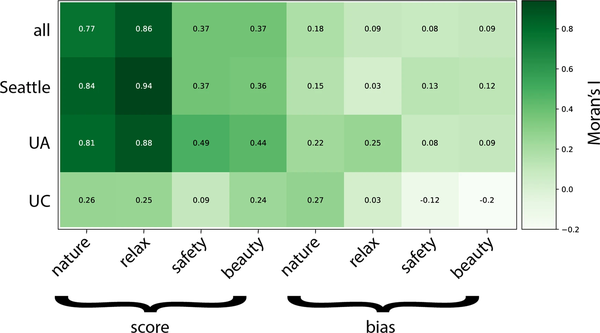 all 0.77 0.86 0.37 0.37 0.18 0.09 0.08 0.09
Seattle 0.84 0.94 0.37 0.36 0.15 0.03 0.13 0.12
UA 0.81 0.88 0.49 0.44 0.22 0.25 0.08 0.09
UC 0.26 0.25 0.09 0.24 0.27 0.03 -0.12 -0.2
nature relax safety beauty nature relax safety beauty
score bias
0.8
0.6
0.4
0.2
0.0
−0.2
Moran's I